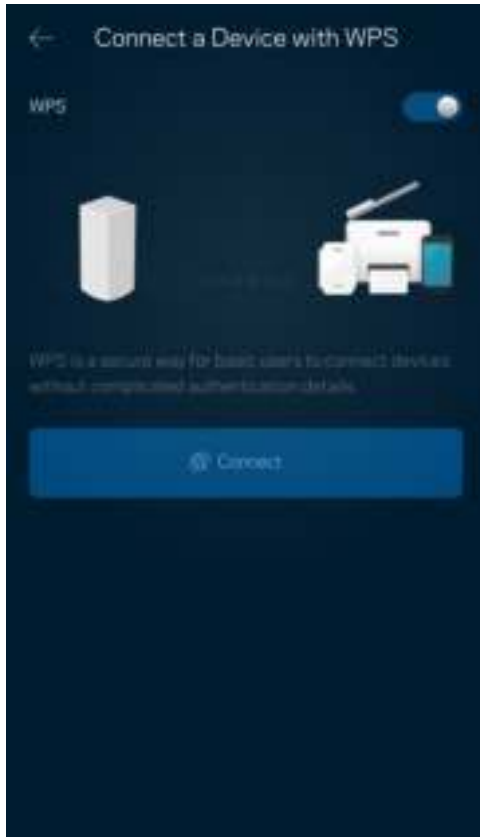 Connect a Device with WPS
WPS
WPS is a secure way for basic users to connect devices
without complicated authentication details.
Connect